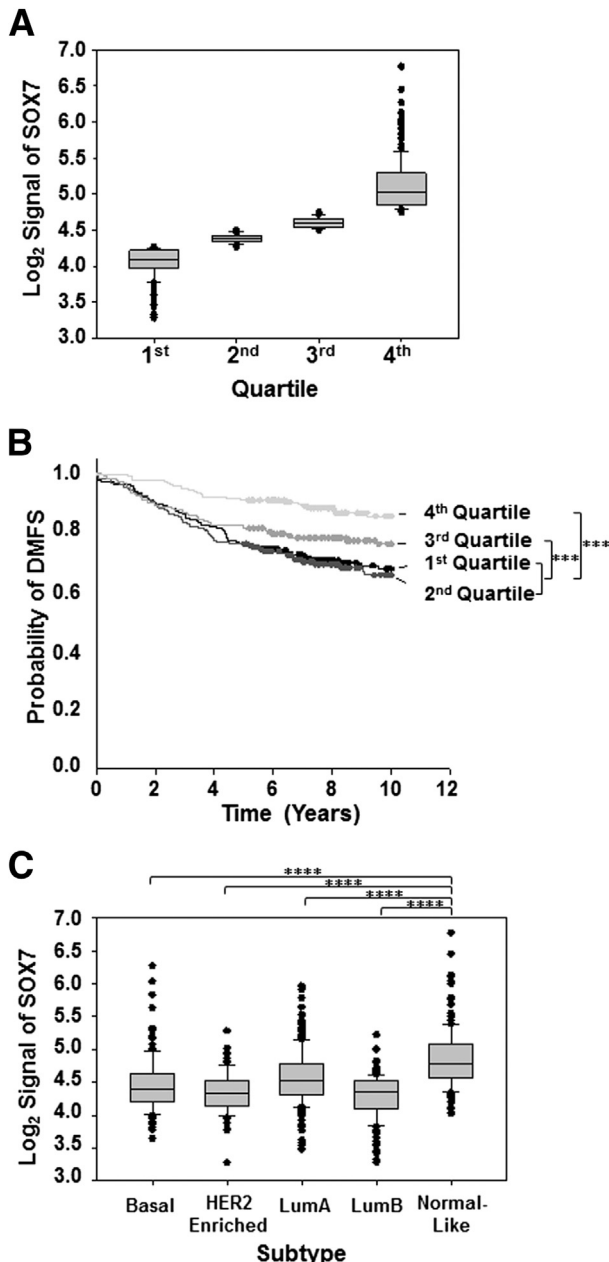 A
Log2 Signal of SOX7
7.0
6.5
6.0
5.5
5.0
4.5
4.0
3.5
3.0
1st 2nd 3rd 4th
Quartile
B
Probability of DMFS
1.0
0.8
0.6
0.4
0.2
0.0
0 2 4 6 8 10 12
Time (Years)
4th Quartile
3rd Quartile
1st Quartile
2nd Quartile
***
***
C
****
****
****
****
Log2 Signal of SOX7
7.0
6.5
6.0
5.5
5.0
4.5
4.0
3.5
3.0
Basal HER2 Enriched LumA LumB Normal-Like
Subtype